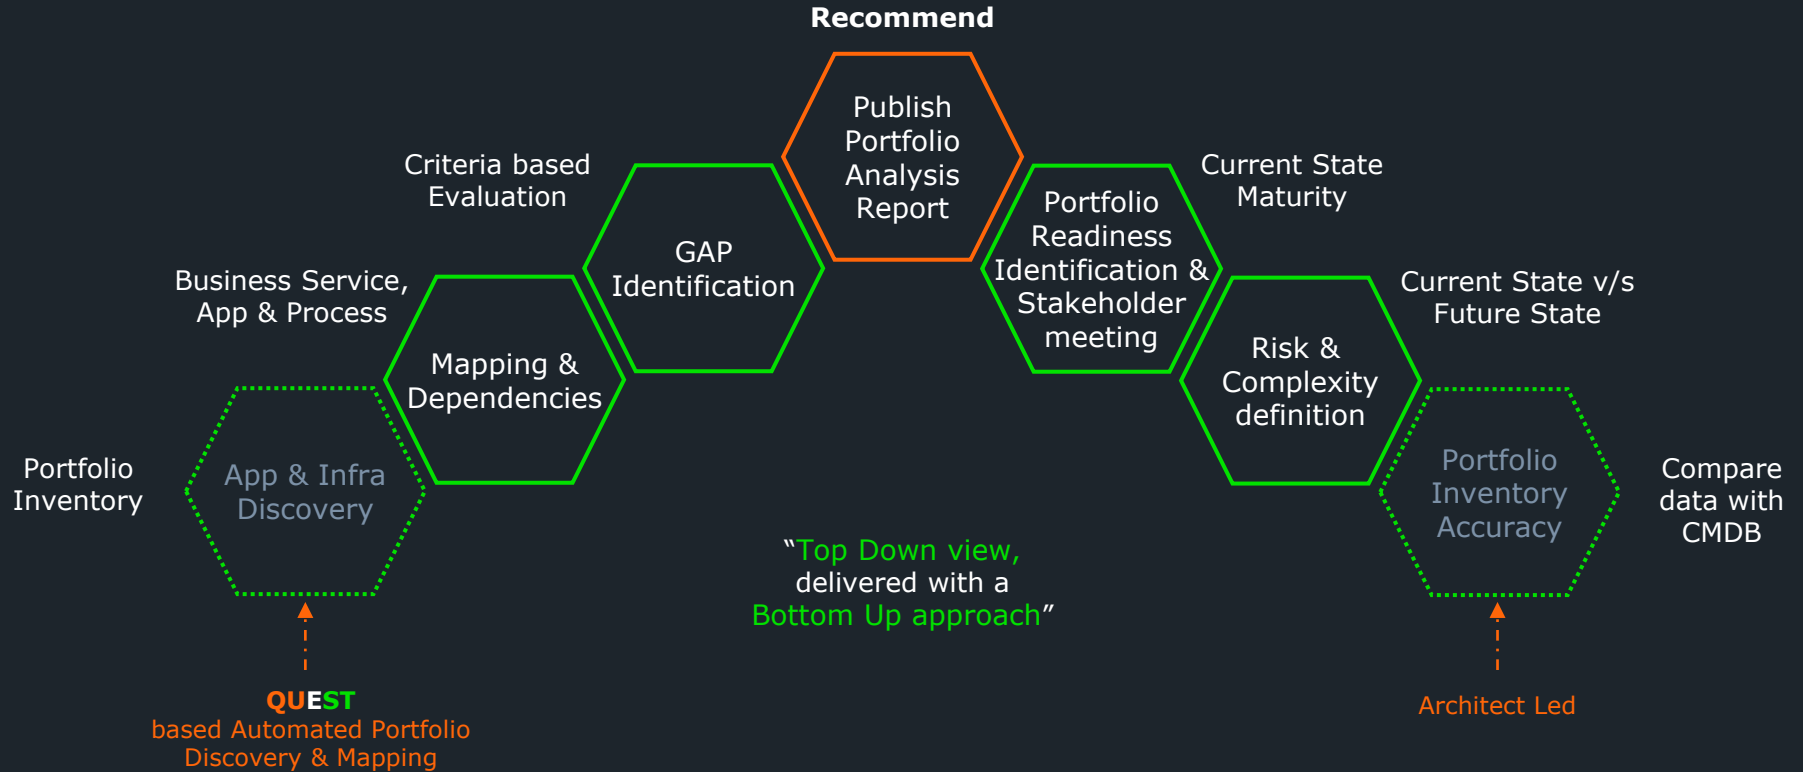 Recommend
Publish
Portfolio
Analysis
Report
Criteria based
Evaluation
GAP
Identification
Current State
Maturity
Portfolio
Readiness
Identification &
Stakeholder
meeting
Business Service,
App & Process
Mapping &
Dependencies
Current State v/s
Future State
Risk &
Complexity
definition
Portfolio
Inventory
App & Infra
Discovery
Portfolio
Inventory
Accuracy
Compare
data with
CMDB
“Top Down view,
delivered with a
Bottom Up approach”
QUEST
based Automated Portfolio
Discovery & Mapping
Architect Led